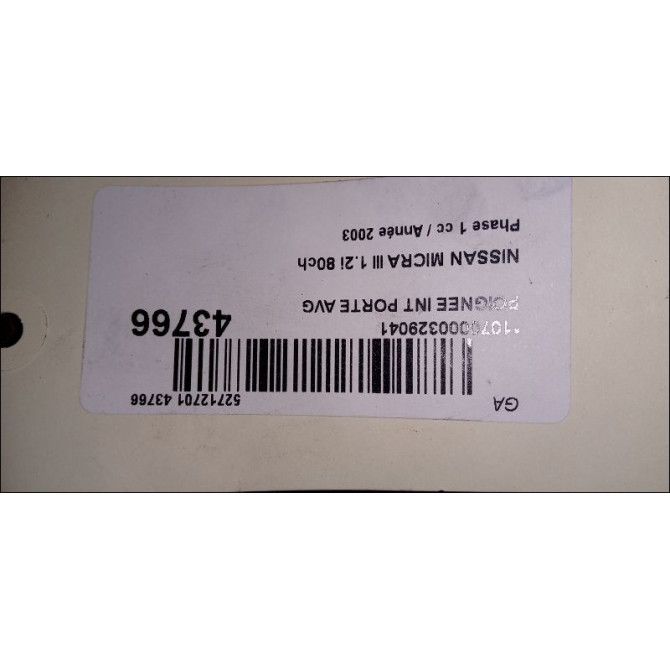 GA
52712701 43766
*1070000329041
43766
POIGNEE INT PORTE AVG
NISSAN MICRA III 1.2i 80ch
Phase 1 cc / Année 2003